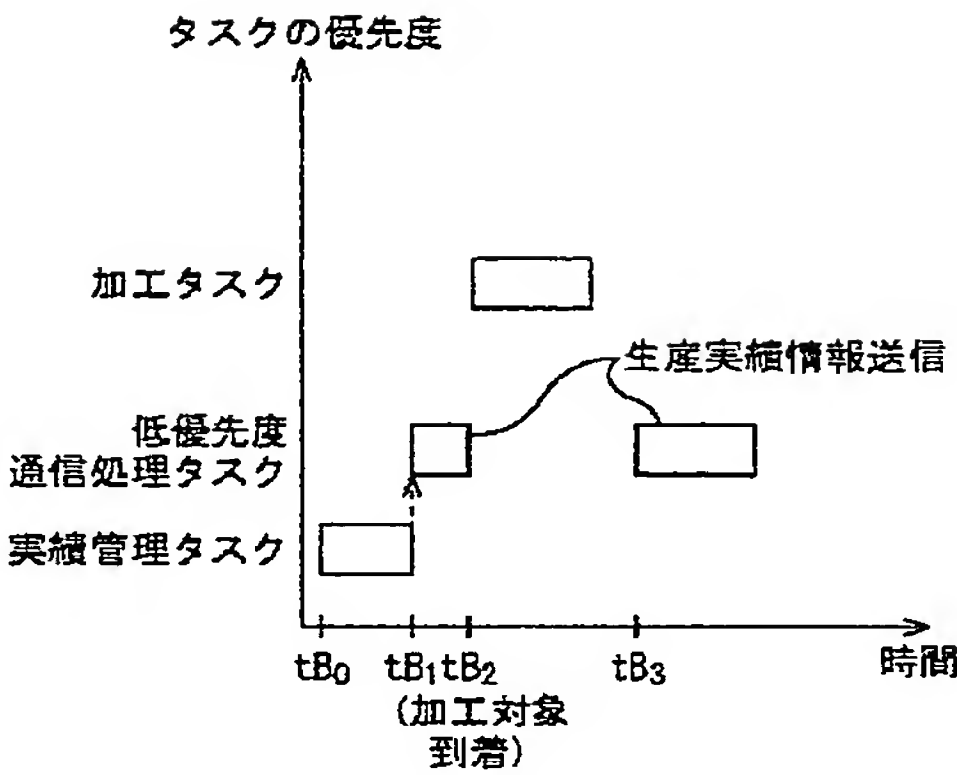 タスクの優先度
加工タスク
生産実績情報送信
低優先度
通信処理タスク
実績管理タスク
tB₀ tB₁ tB₂ tB₃ 時間
(加工対象
到着)